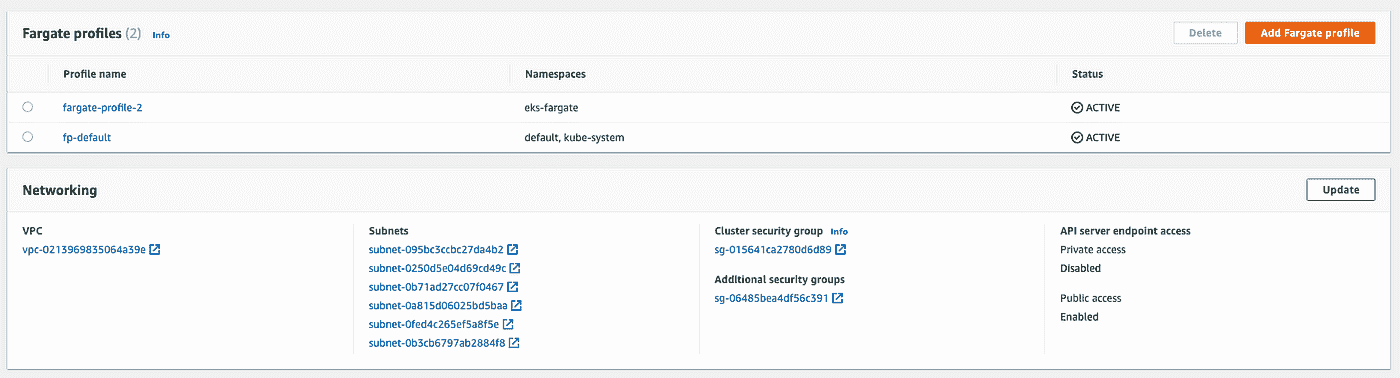 Fargate profiles (2) Info
Delete
Add Fargate profile
Profile name
Namespaces
Status
fargate-profile-2
eks-fargate
ACTIVE
fp-default
default, kube-system
ACTIVE
Networking
Update
VPC
vpc-0213969835064a39e
Subnets
subnet-095bc3ccbc27da4b2
subnet-0250d5e04d69cd49c
subnet-0b71ad27cc07f0467
subnet-0a815d06025bd5baa
subnet-0fed4c265ef5a8f5e
subnet-0b3cb6797ab2884f8
Cluster security group Info
sg-015641ca2780d6d89
Additional security groups
sg-06485bea4df56c391
API server endpoint access
Private access
Disabled
Public access
Enabled